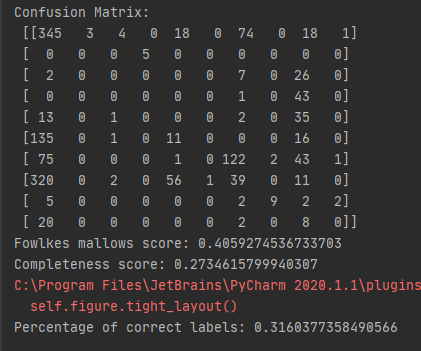 Confusion Matrix:
[[345 3 4 0 18 0 74 0 18 1]
[ 0 0 0 5 0 0 0 0 0 0]
[ 2 0 0 0 0 0 7 0 26 0]
[ 0 0 0 0 0 0 1 0 43 0]
[ 13 0 1 0 0 0 2 0 35 0]
[135 0 1 0 11 0 0 0 16 0]
[ 75 0 0 0 1 0 122 2 43 1]
[320 0 2 0 56 1 39 0 11 0]
[ 5 0 0 0 0 0 2 9 2 2]
[ 20 0 0 0 0 0 2 0 8 0]]
Fowlkes mallows score: 0.4059274536733703
Completeness score: 0.2734615799940307
C:\Program Files\JetBrains\PyCharm 2020.1.1\plugins
self.figure.tight_layout()
Percentage of correct labels: 0.3160377358490566